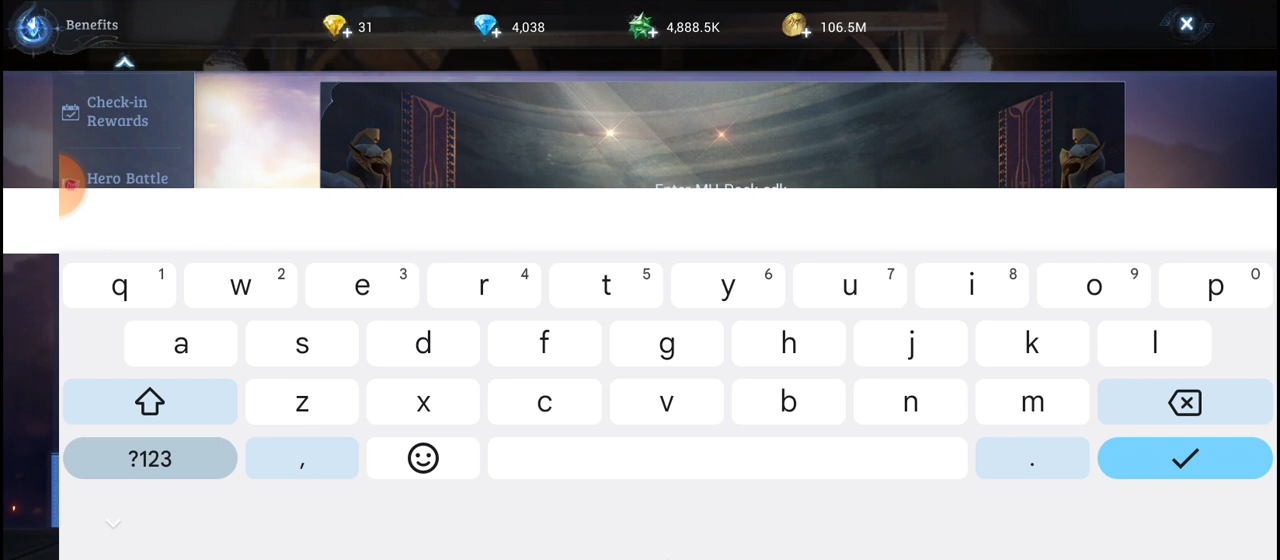 Benefits
31
4,038
4,888.5K
106.5M
Check-in
Rewards
Hero Battle
q 1 w 2 e 3 r 4 t 5 y 6 u 7 i 8 o 9 p 0
a s d f g h j k l
z x c v b n m
?123 , .